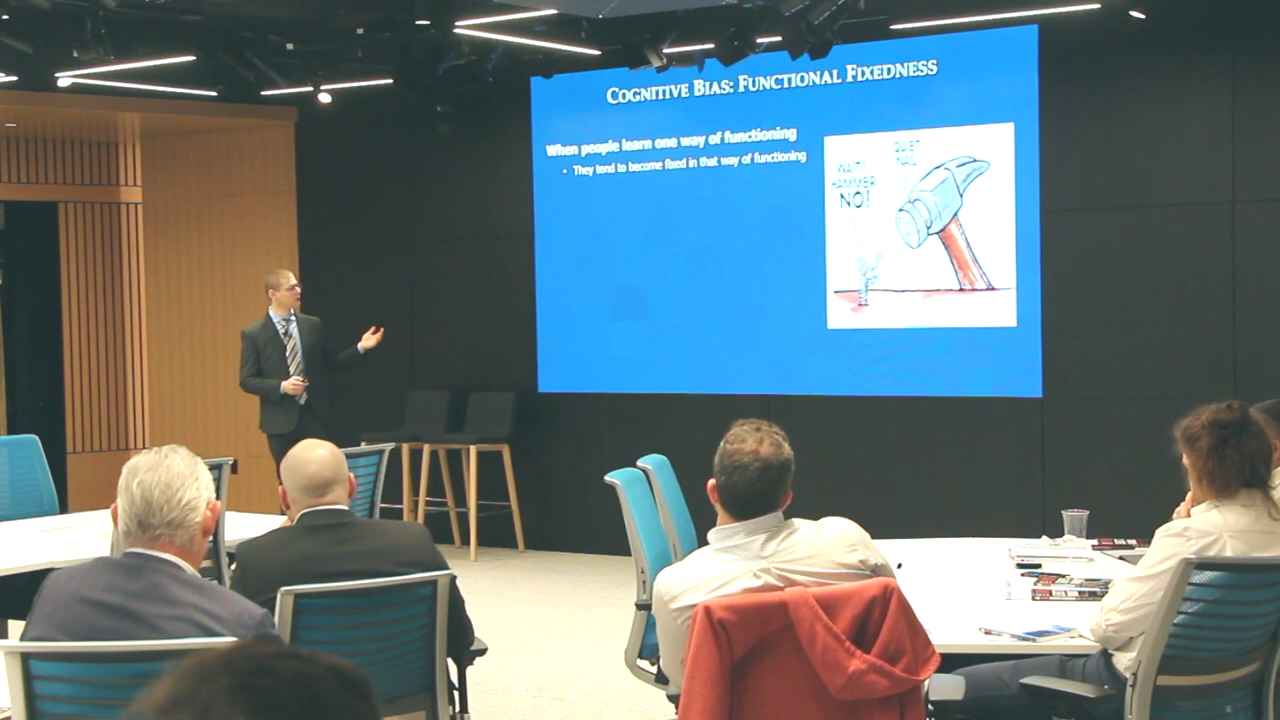 COGNITIVE BIAS: FUNCTIONAL FIXEDNESS
When people learn one way of functioning
• They tend to become fixed in that way of functioning
QUIET
NAIL
WAIT!
HAMMER
NO!